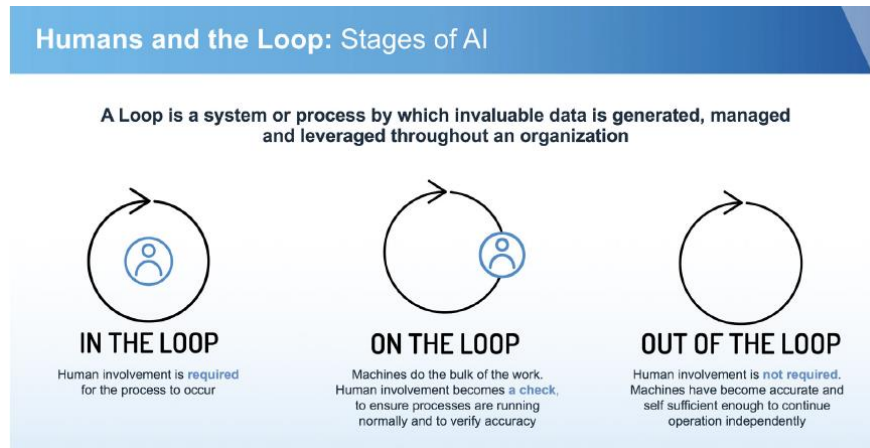 Humans and the Loop: Stages of AI
A Loop is a system or process by which invaluable data is generated, managed
and leveraged throughout an organization
IN THE LOOP
Human involvement is required
for the process to occur
ON THE LOOP
Machines do the bulk of the work.
Human involvement becomes a check,
to ensure processes are running
normally and to verify accuracy
OUT OF THE LOOP
Human involvement is not required.
Machines have become accurate and
self sufficient enough to continue
operation independently